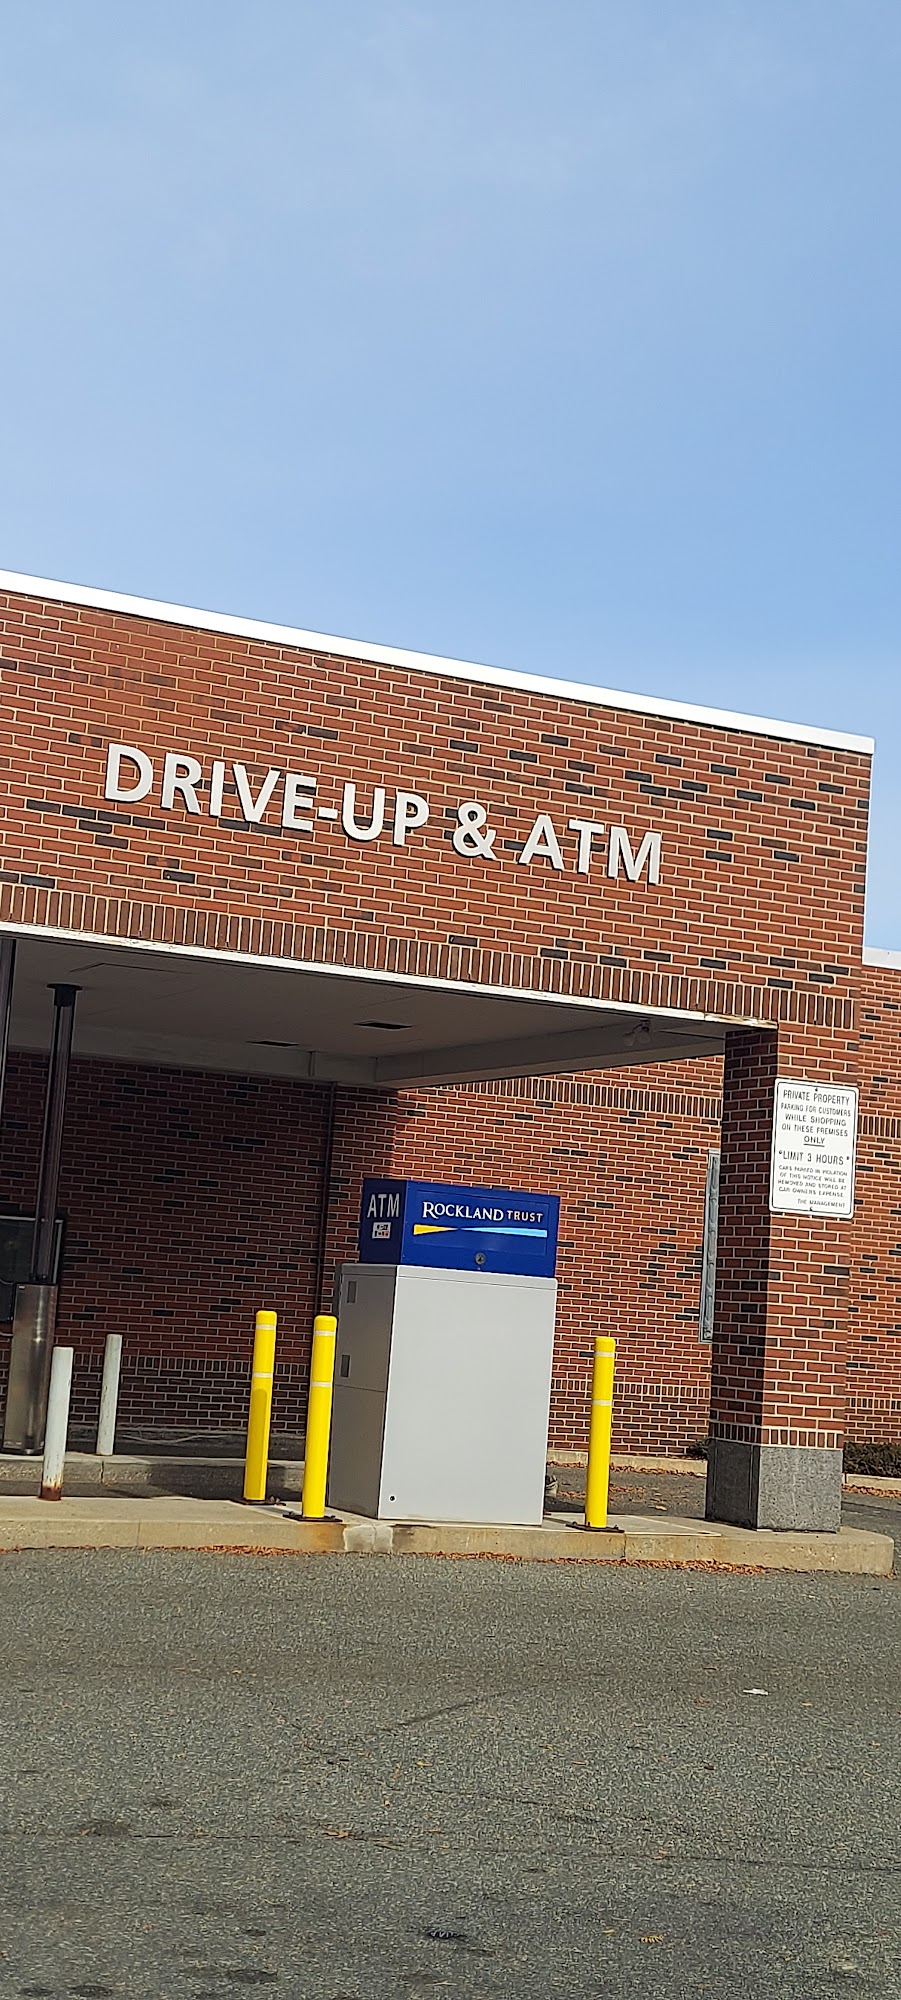 DRIVE-UP & ATM
ATM
ROCKLAND TRUST
PRIVATE PROPERTY
PARKING FOR CUSTOMERS
WHILE SHOPPING
ON THESE PREMISES
ONLY
*LIMIT 3 HOURS*
CARS PARKED IN VIOLATION
OF THIS NOTICE WILL BE
REMOVED AND STORED AT
CAR OWNERS EXPENSE
THE MANAGEMENT